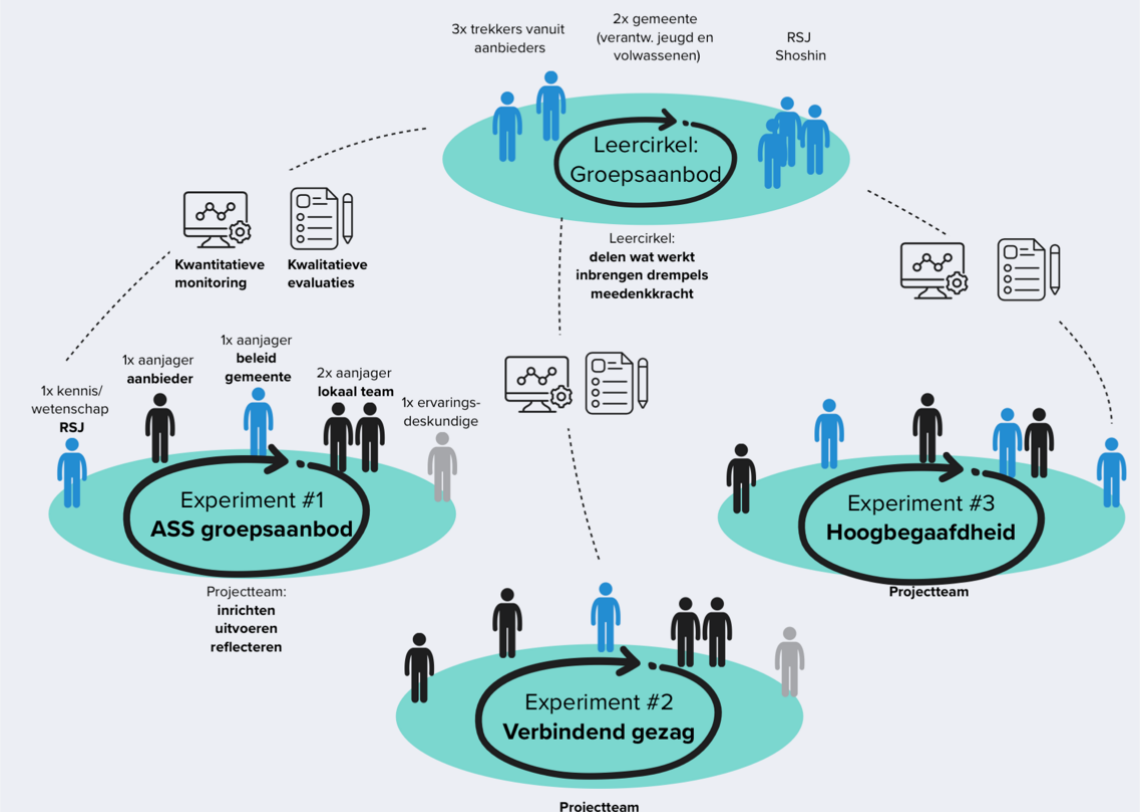 3x trekkers vanuit
aanbieders
2x gemeente
(verantw. jeugd en
volwassenen)
RSJ
Shoshin
Leercirkel:
Groepsaanbod
Kwantitatieve
monitoring
Kwalitatieve
evaluaties
Leercirkel:
delen wat werkt
inbrengen drempels
meedenkkracht
1x kennis/
wetenschap
RSJ
1x aanjager
aanbieder
1x aanjager
beleid
gemeente
2x aanjager
lokaal team
1x ervarings-
deskundige
Experiment #1
ASS groepsaanbod
Projectteam:
inrichten
uitvoeren
reflecteren
Experiment #3
Hoogbegaafdheid
Projectteam
Experiment #2
Verbindend gezag
Projectteam